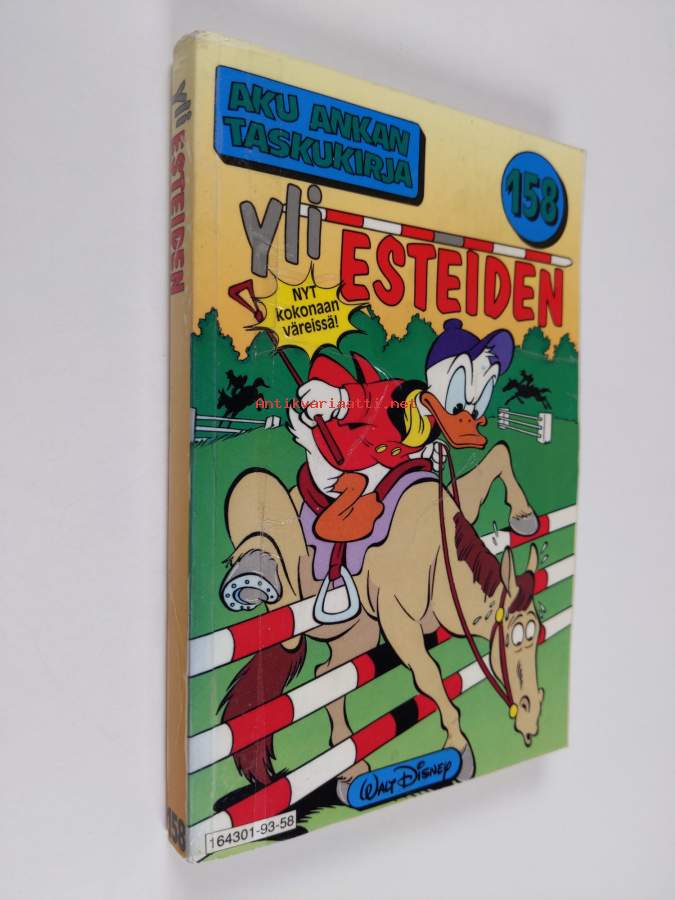 AKU ANKAN
TASKUKIRJA
158
yli
ESTEIDEN
NYT
kokonaan
väreissä!
Antikvariaatti.net
WALT DISNEY
164301-93-58
yli ESTEIDEN
158